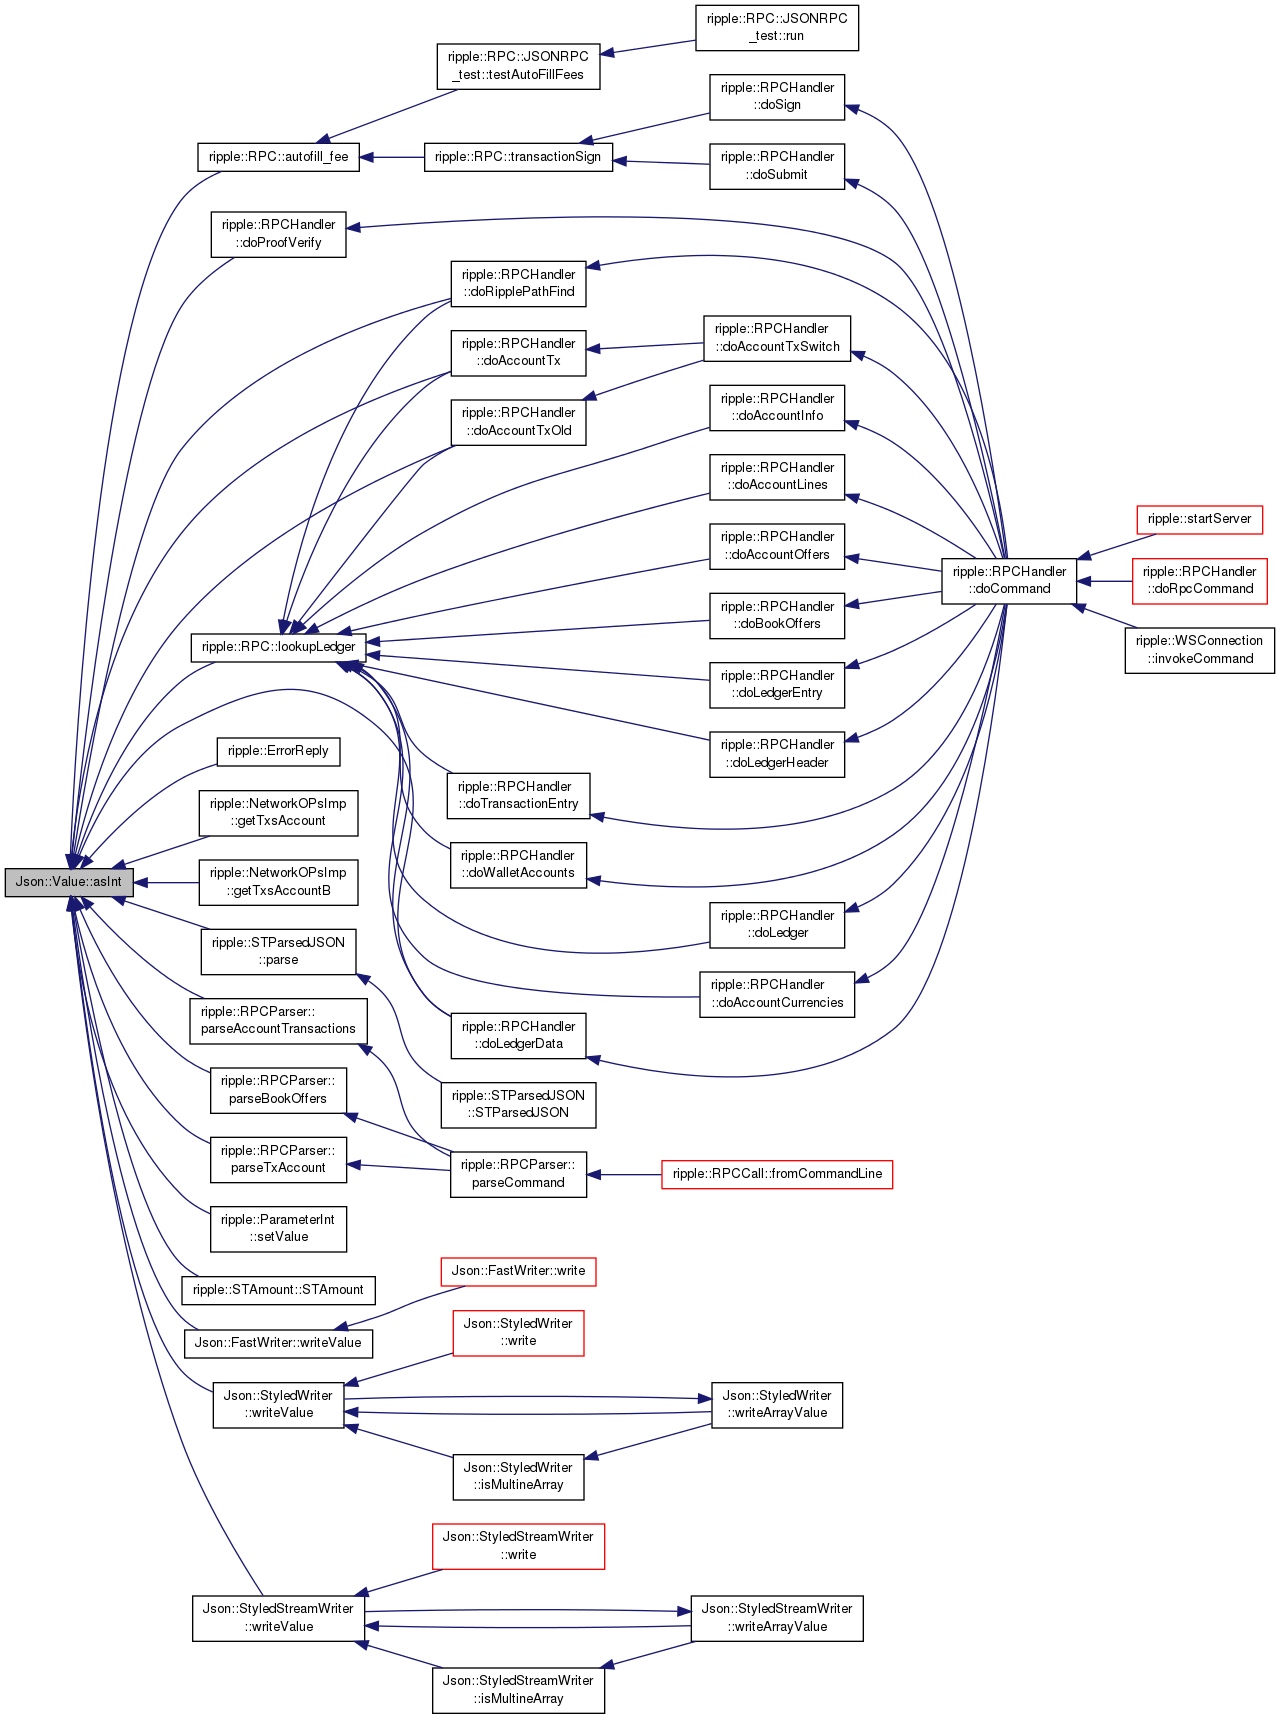 ripple::RPC::JSONRPC
_test::run
ripple::RPC::JSONRPC
_test::testAutoFillFees
ripple::RPCHandler
::doSign
ripple::RPC::autofill_fee
ripple::RPC::transactionSign
ripple::RPCHandler
::doSubmit
ripple::RPCHandler
::doProofVerify
ripple::RPCHandler
::doRipplePathFind
ripple::RPCHandler
::doAccountTx
ripple::RPCHandler
::doAccountTxSwitch
ripple::RPCHandler
::doAccountTxOld
ripple::RPCHandler
::doAccountInfo
ripple::RPCHandler
::doAccountLines
ripple::RPCHandler
::doAccountOffers
ripple::startServer
ripple::RPCHandler
::doCommand
ripple::RPCHandler
::doRpcCommand
ripple::RPCHandler
::doBookOffers
ripple::WSConnection
::invokeCommand
ripple::RPC::lookupLedger
ripple::RPCHandler
::doLedgerEntry
ripple::RPCHandler
::doLedgerHeader
ripple::ErrorReply
ripple::RPCHandler
::doTransactionEntry
ripple::NetworkOPsImp
::getTxsAccount
ripple::RPCHandler
::doWalletAccounts
Json::Value::asInt
ripple::NetworkOPsImp
::getTxsAccountB
ripple::RPCHandler
::doLedger
ripple::STParsedJSON
::parse
ripple::RPCHandler
::doAccountCurrencies
ripple::RPCParser::
parseAccountTransactions
ripple::RPCHandler
::doLedgerData
ripple::RPCParser::
parseBookOffers
ripple::STParsedJSON
::STParsedJSON
ripple::RPCParser::
parseTxAccount
ripple::RPCParser::
parseCommand
ripple::RPCCall::fromCommandLine
ripple::ParameterInt
::setValue
ripple::STAmount::STAmount
Json::FastWriter::write
Json::FastWriter::writeValue
Json::StyledWriter
::write
Json::StyledWriter
::writeValue
Json::StyledWriter
::writeArrayValue
Json::StyledWriter
::isMultineArray
Json::StyledStreamWriter
::write
Json::StyledStreamWriter
::writeValue
Json::StyledStreamWriter
::writeArrayValue
Json::StyledStreamWriter
::isMultineArray